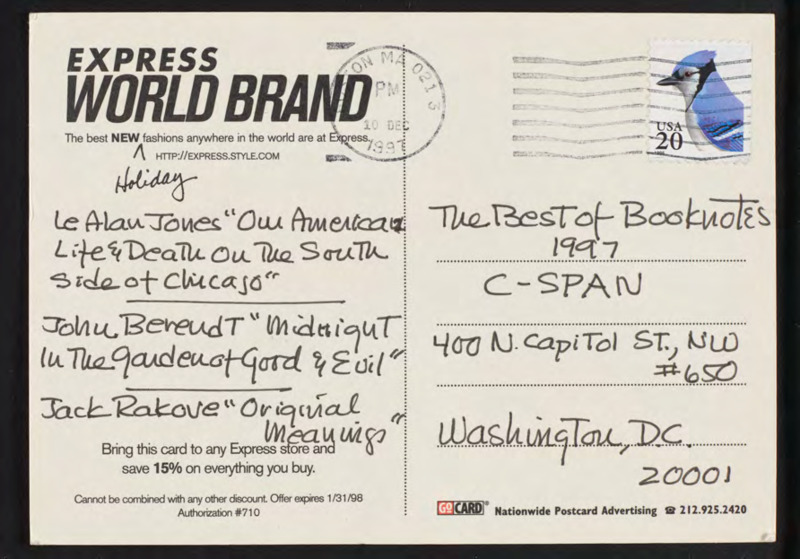 EXPRESS
WORLD BRAND
The best NEW fashions anywhere in the world are at Express.
HTTP://EXPRESS.STYLE.COM
Holiday
Le Alan Jones "Our American
Life & Death On The South
Side of Chicago"
John Berendt "Midnight
In The garden of Good & Evil"
Jack Rakove "Original
Meanings"
Bring this card to any Express store and
save 15% on everything you buy.
Cannot be combined with any other discount. Offer expires 1/31/98
Authorization #710
ON MA 021
PM
10 DEC
1997
USA
20
The Best of Booknotes
1997
C-SPAN
400 N. Capitol ST., NW
#650
Washington, D.C.
20001
GOCARD® Nationwide Postcard Advertising ☎ 212.925.2420